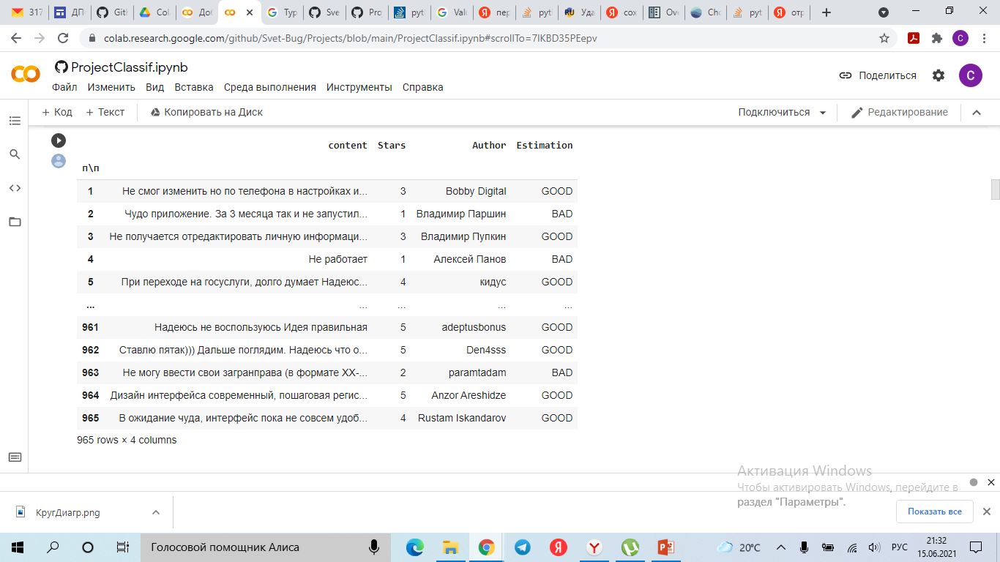 317
ДП
Git
Col
Доб
Typ
Sve
Pro
pyt
Valu
пер
pyt
Уда
сох
Ove
Che
pyt
отр
colab.research.google.com/github/Svet-Bug/Projects/blob/main/ProjectClassif.ipynb#scrollTo=7IKBD35PEepv
С
ProjectClassif.ipynb
Поделиться
С
Файл Изменить Вид Вставка Среда выполнения Инструменты Справка
+ Код + Текст Копировать на Диск Подключиться Редактирование
content Stars Author Estimation
п\п
1 Не смог изменить но по телефона в настройках и... 3 Bobby Digital GOOD
2 Чудо приложение. За 3 месяца так и не запустил... 1 Владимир Паршин BAD
3 Не получается отредактировать личную информаци... 3 Владимир Пупкин GOOD
4 Не работает 1 Алексей Панов BAD
5 При переходе на госуслуги, долго думает Надеюс... 4 кидус GOOD
... ... ... ... ...
961 Надеюсь не воспользуюсь Идея правильная 5 adeptusbonus GOOD
962 Ставлю пятак))) Дальше поглядим. Надеюсь что о... 5 Den4sss GOOD
963 Не могу ввести свои загранправа (в формате XX-... 2 paramtadam BAD
964 Дизайн интерфейса современный, пошаговая регис... 5 Anzor Areshidze GOOD
965 В ожидание чуда, интерфейс пока не совсем удоб... 4 Rustam Iskandarov GOOD
965 rows × 4 columns
Активация Windows
Чтобы активировать Windows, перейдите в
раздел "Параметры".
КругДиагр.png
Показать все
Голосовой помощник Алиса
20°C
РУС
21:32
15.06.2021